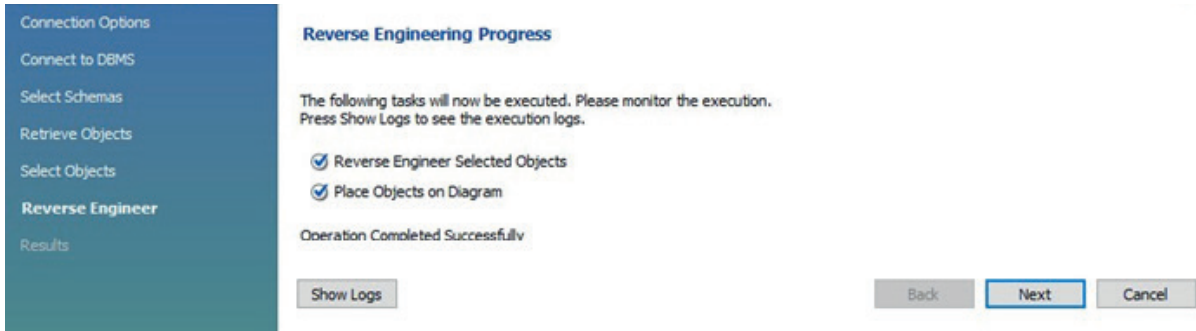 Connection Options
Connect to DBMS
Select Schemas
Retrieve Objects
Select Objects
Reverse Engineer
Results
Reverse Engineering Progress
The following tasks will now be executed. Please monitor the execution.
Press Show Logs to see the execution logs.
Reverse Engineer Selected Objects
Place Objects on Diagram
Operation Completed Successfully
Show Logs
Back
Next
Cancel